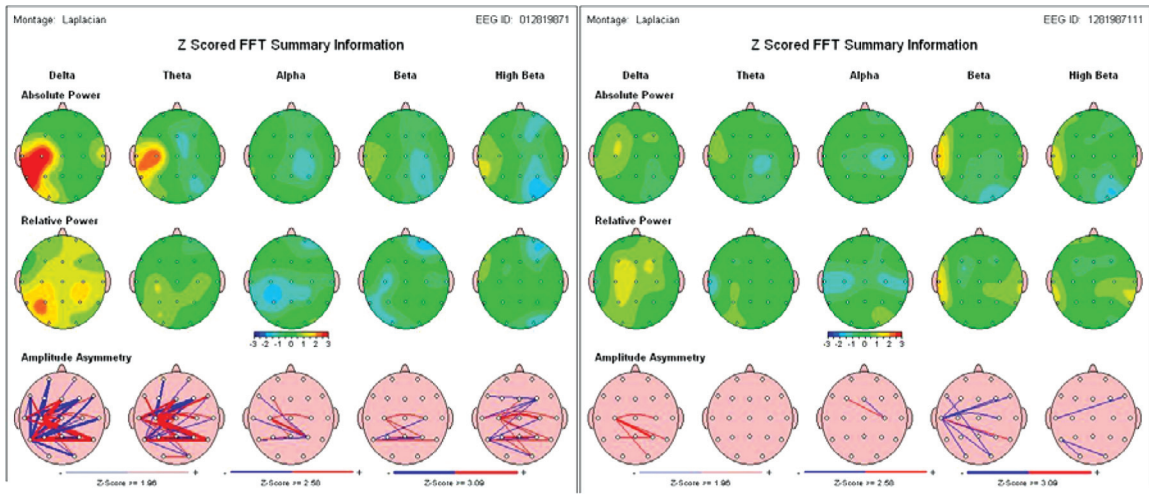 Montage: Laplacian EEG ID: 012819871
Z Scored FFT Summary Information
Delta Theta Alpha Beta High Beta
Absolute Power
Relative Power
-3 -2 -1 0 1 2 3
Amplitude Asymmetry
- + - + - +
Z-Score >= 1.96 Z-Score >= 2.58 Z-Score >= 3.09
Montage: Laplacian EEG ID: 1281987111
Z Scored FFT Summary Information
Delta Theta Alpha Beta High Beta
Absolute Power
Relative Power
-3 -2 -1 0 1 2 3
Amplitude Asymmetry
- + - + - +
Z-Score >= 1.96 Z-Score >= 2.58 Z-Score >= 3.09